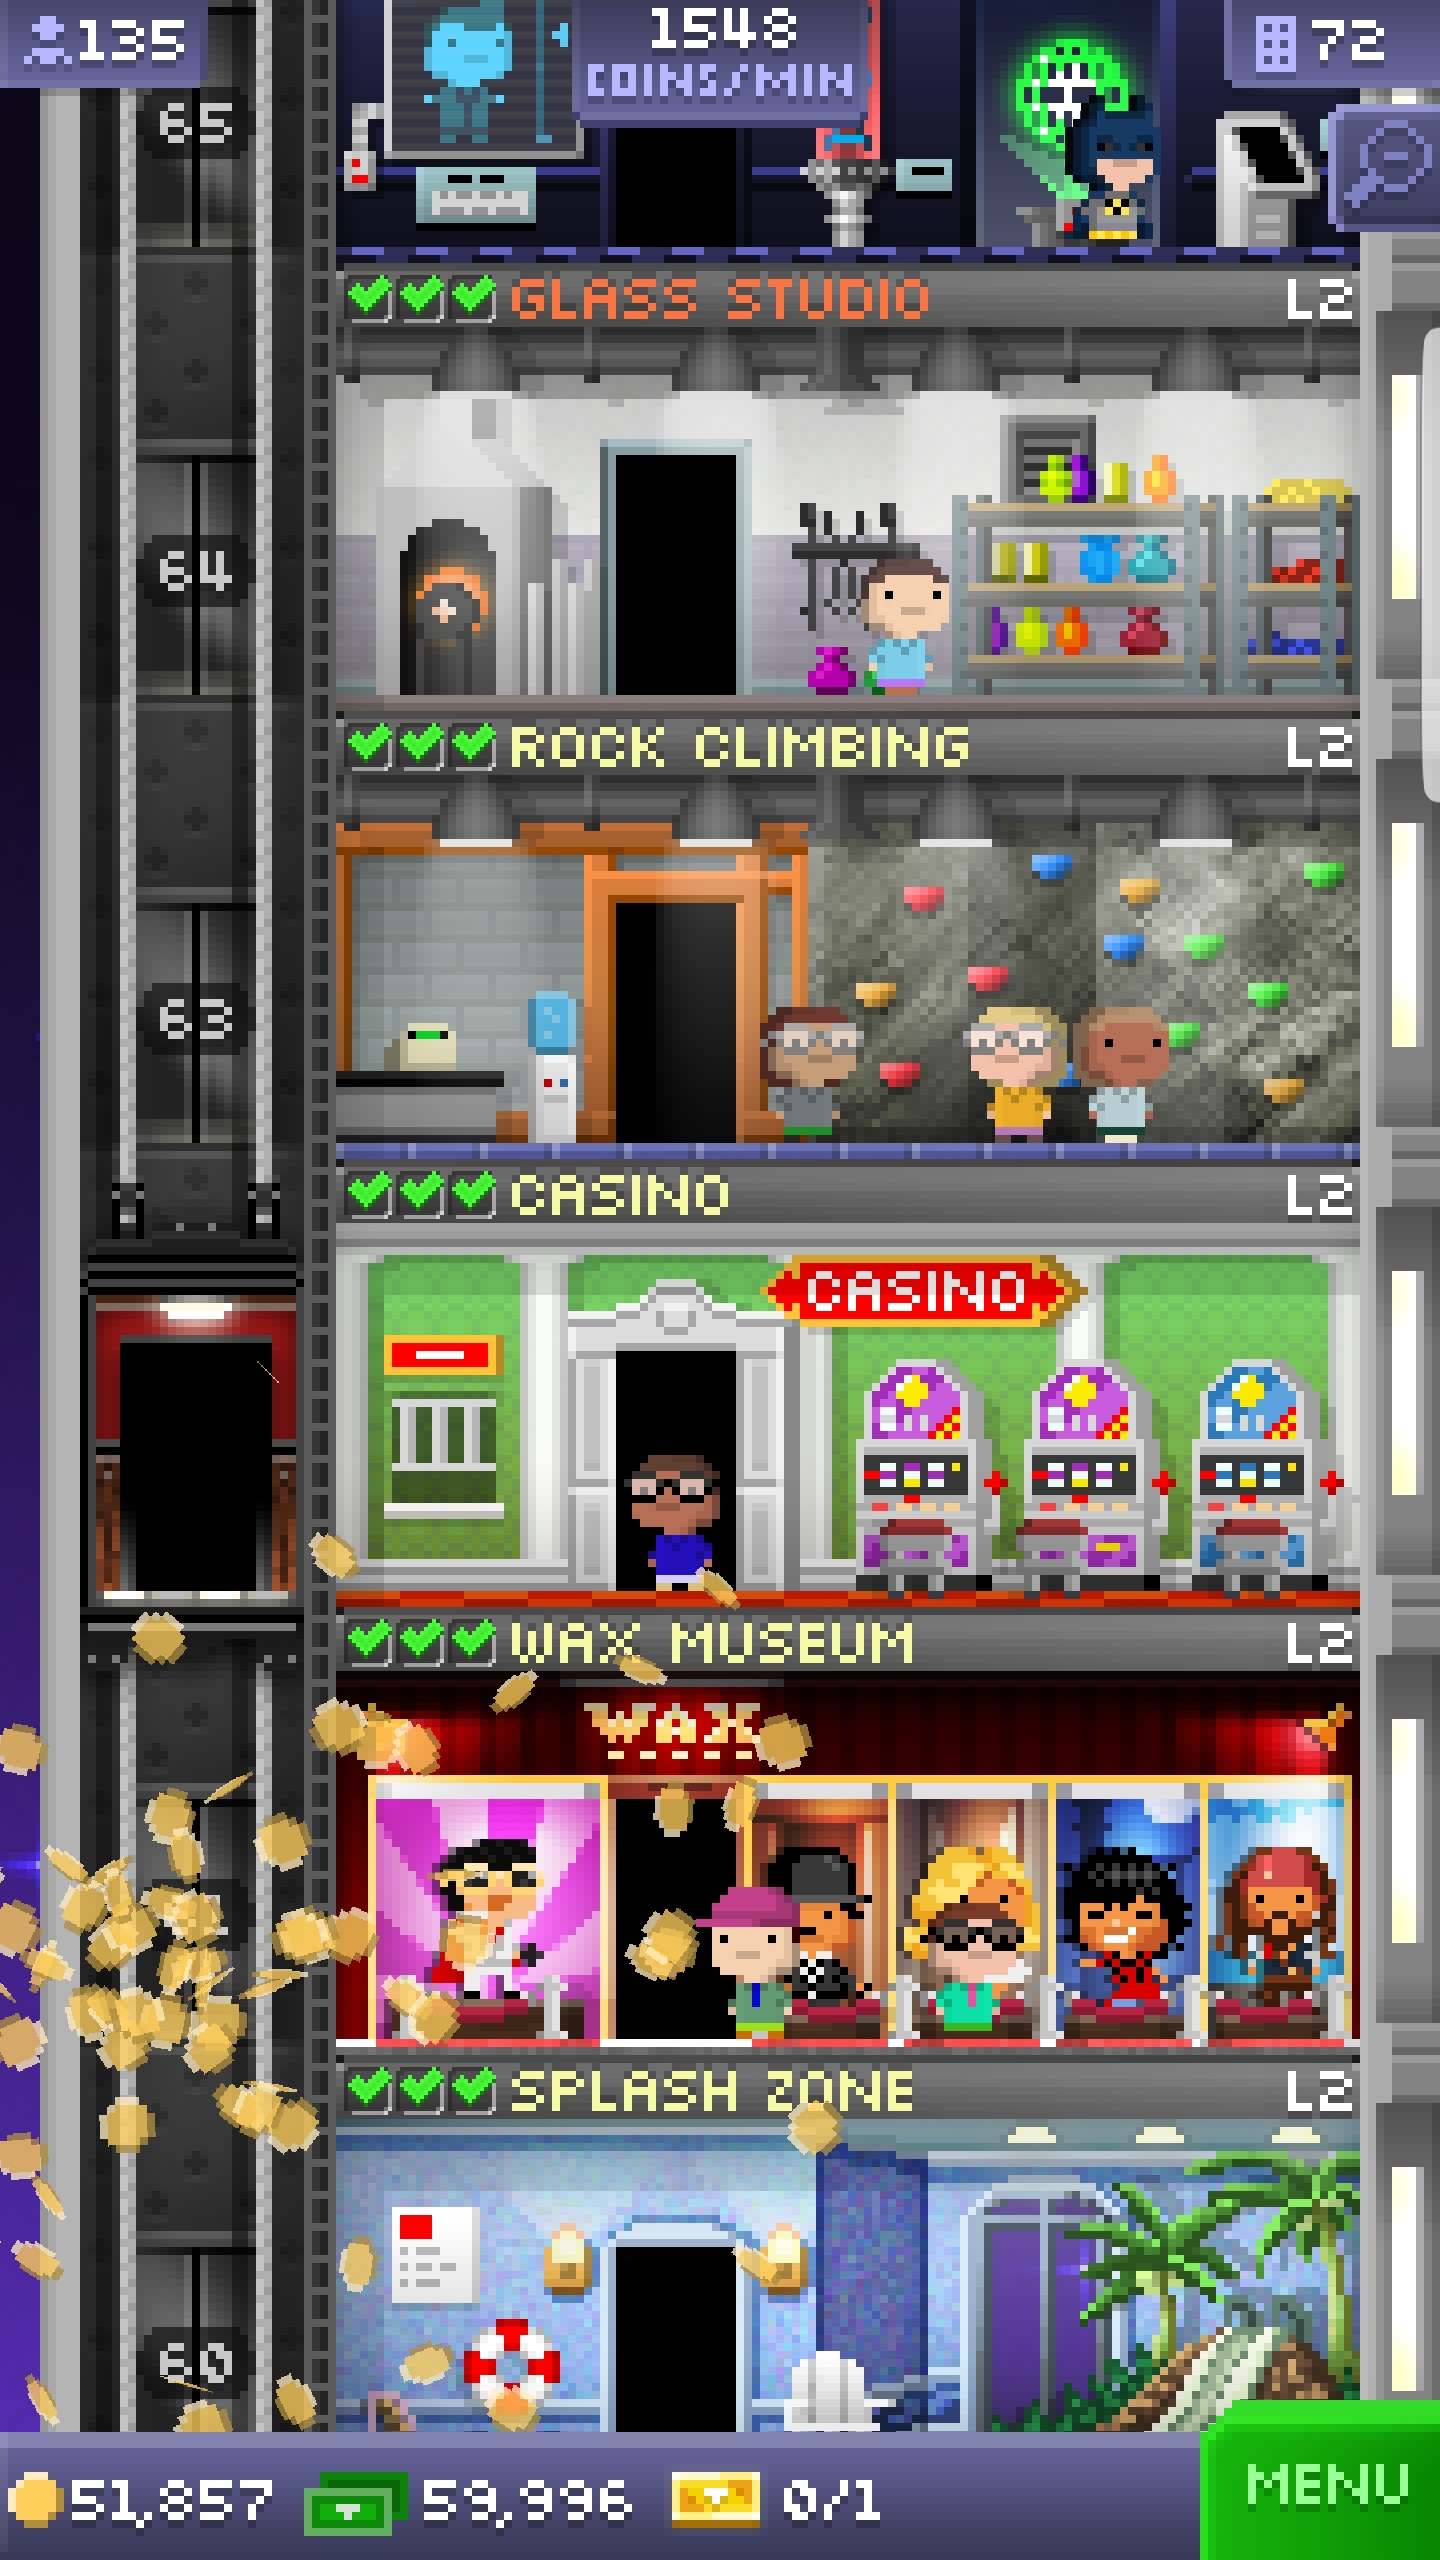 135
1548
COINS/MIN
72
65
GLASS STUDIO L2
64
ROCK CLIMBING L2
63
CASINO L2
CASINO
WAX MUSEUM L2
WAX
SPLASH ZONE L2
60
51,857 59,996 0/1
MENU